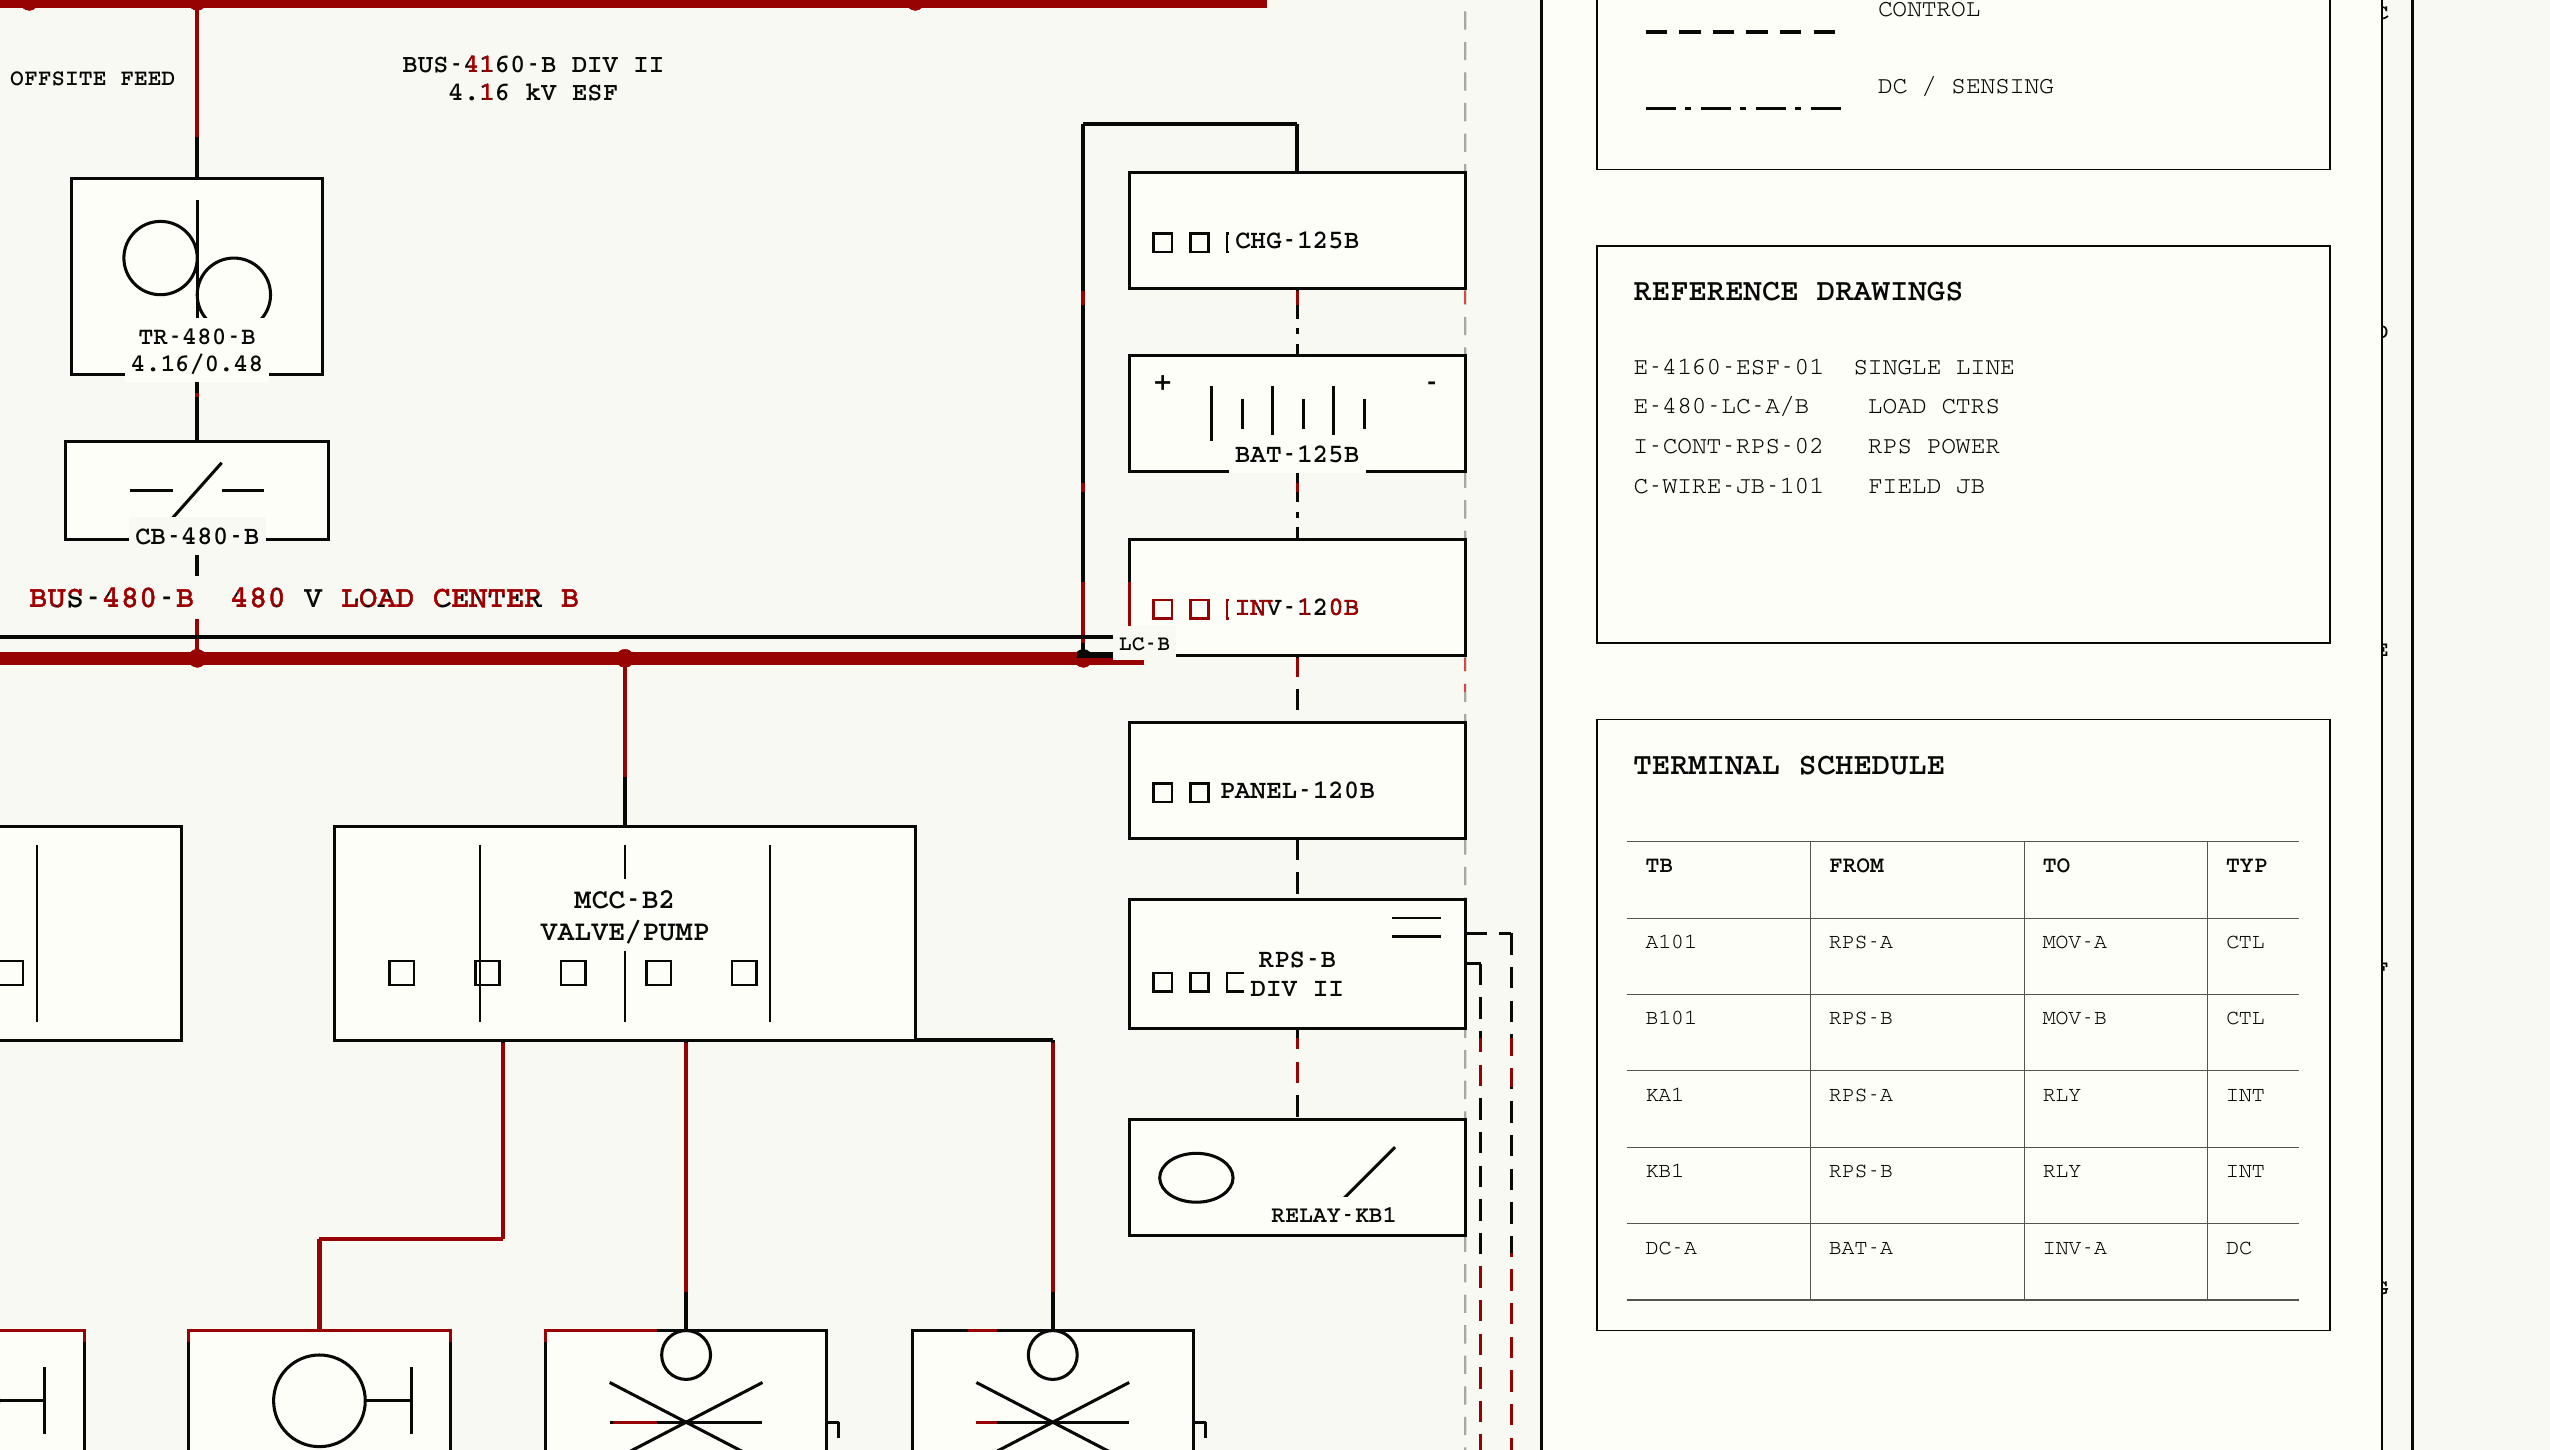 CONTROL
DC / SENSING
OFFSITE FEED
BUS-4160-B DIV II
4.16 kV ESF
TR-480-B
4.16/0.48
CB-480-B
BUS-480-B  480 V LOAD CENTER B
LC-B
CHG-125B
+ -
BAT-125B
INV-120B
PANEL-120B
MCC-B2
VALVE/PUMP
RPS-B
DIV II
RELAY-KB1
REFERENCE DRAWINGS
E-4160-ESF-01  SINGLE LINE
E-480-LC-A/B  LOAD CTRS
I-CONT-RPS-02  RPS POWER
C-WIRE-JB-101  FIELD JB
TERMINAL SCHEDULE
TB FROM TO TYP
A101 RPS-A MOV-A CTL
B101 RPS-B MOV-B CTL
KA1 RPS-A RLY INT
KB1 RPS-B RLY INT
DC-A BAT-A INV-A DC